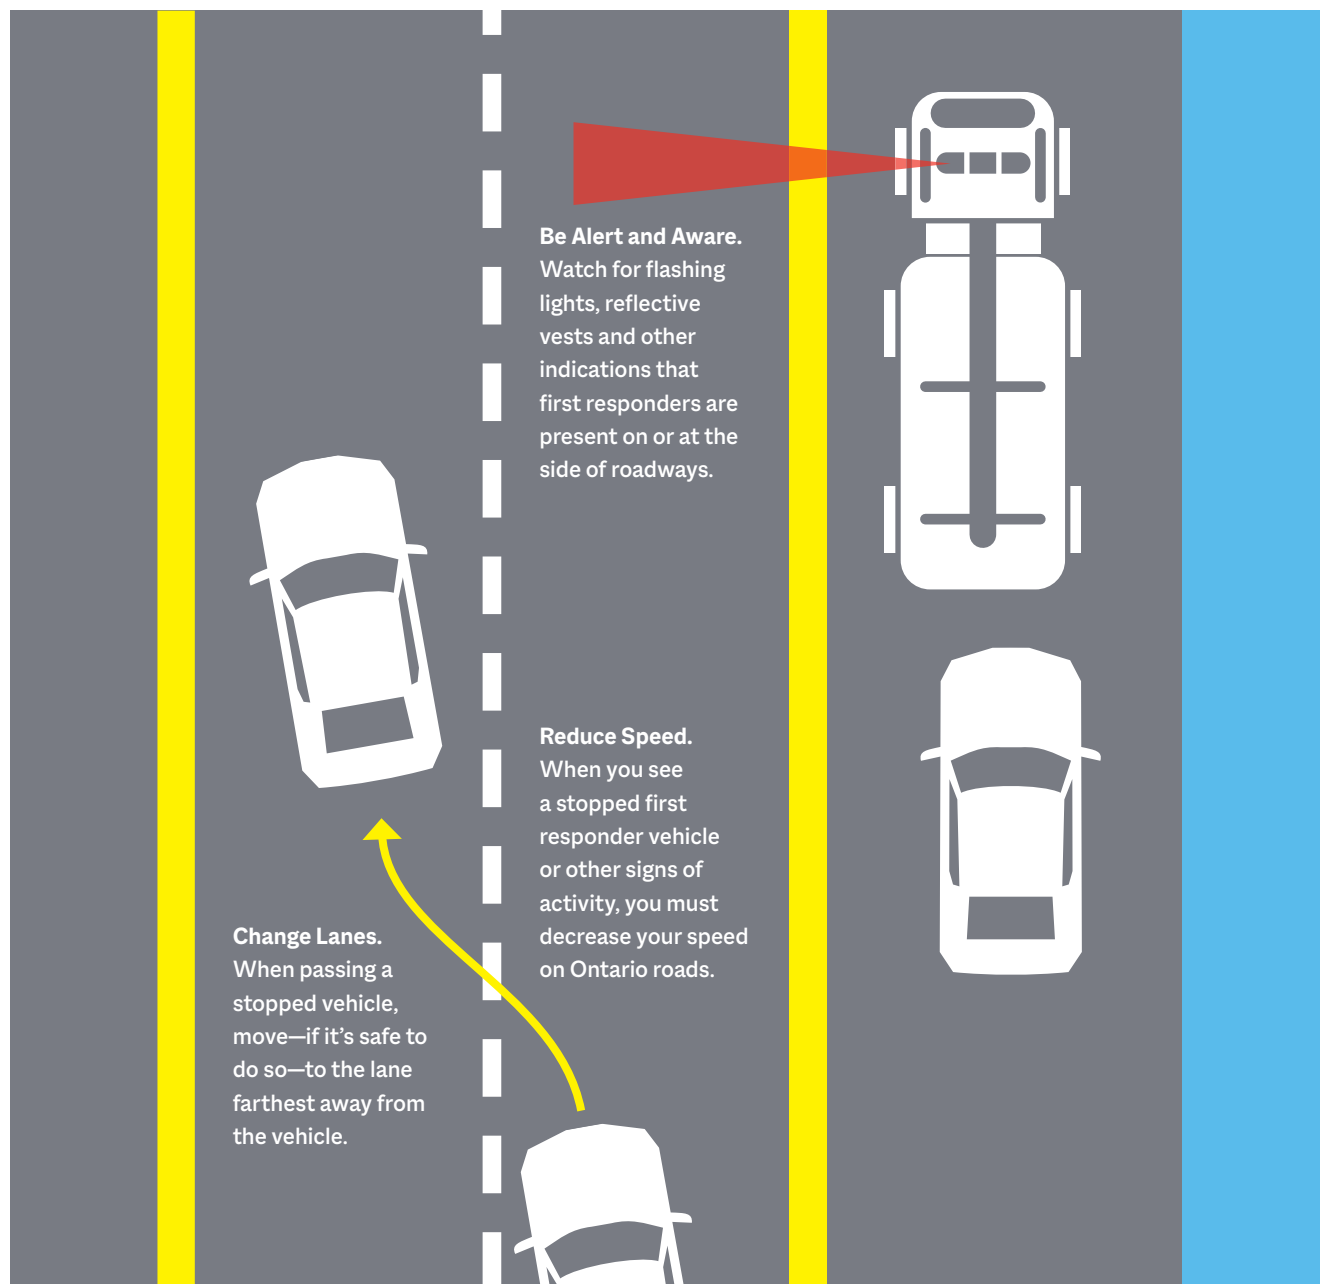 Be Alert and Aware.
Watch for flashing
lights, reflective
vests and other
indications that
first responders are
present on or at the
side of roadways.
Reduce Speed.
When you see
a stopped first
responder vehicle
or other signs of
activity, you must
decrease your speed
on Ontario roads.
Change Lanes.
When passing a
stopped vehicle,
move—if it’s safe to
do so—to the lane
farthest away from
the vehicle.